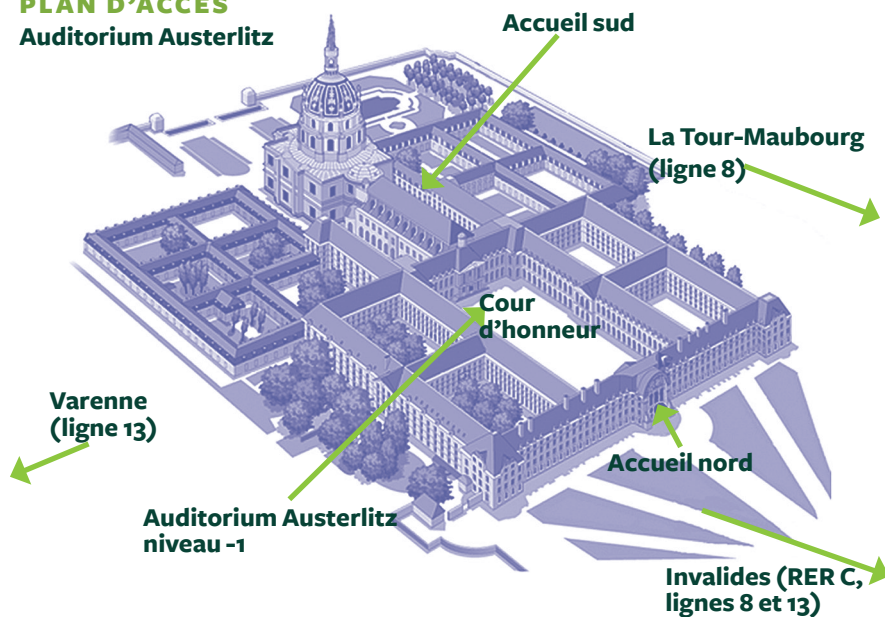 PLAN D'ACCÈS
Auditorium Austerlitz
Accueil sud
La Tour-Maubourg
(ligne 8)
Cour
d'honneur
Varenne
(ligne 13)
Accueil nord
Auditorium Austerlitz
niveau -1
Invalides (RER C,
lignes 8 et 13)